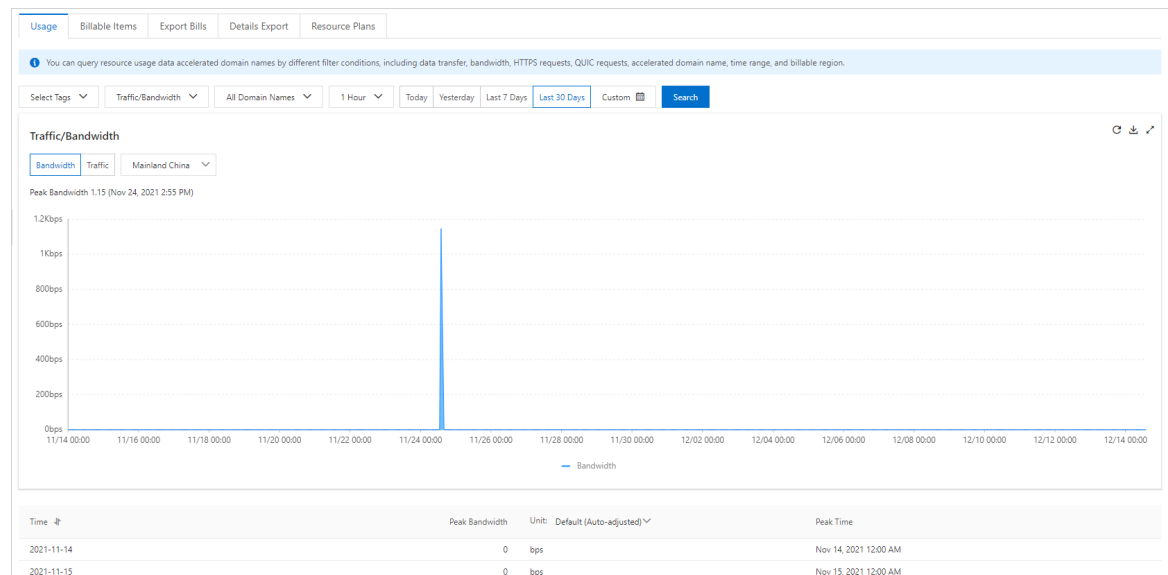 Usage Billable Items Export Bills Details Export Resource Plans
You can query resource usage data accelerated domain names by different filter conditions, including data transfer, bandwidth, HTTPS requests, QUIC requests, accelerated domain name, time range, and billable region.
Select Tags Traffic/Bandwidth All Domain Names 1 Hour Today Yesterday Last 7 Days Last 30 Days Custom Search
Traffic/Bandwidth
Bandwidth Traffic Mainland China
Peak Bandwidth 1.15 (Nov 24, 2021 2:55 PM)
1.2Kbps
1Kbps
800bps
600bps
400bps
200bps
0bps
11/14 00:00 11/16 00:00 11/18 00:00 11/20 00:00 11/22 00:00 11/24 00:00 11/26 00:00 11/28 00:00 11/30 00:00 12/02 00:00 12/04 00:00 12/06 00:00 12/08 00:00 12/10 00:00 12/12 00:00 12/14 00:00
Bandwidth
Time Peak Bandwidth Unit: Default (Auto-adjusted) Peak Time
2021-11-14 0 bps Nov 14, 2021 12:00 AM
2021-11-15 0 bps Nov 15, 2021 12:00 AM